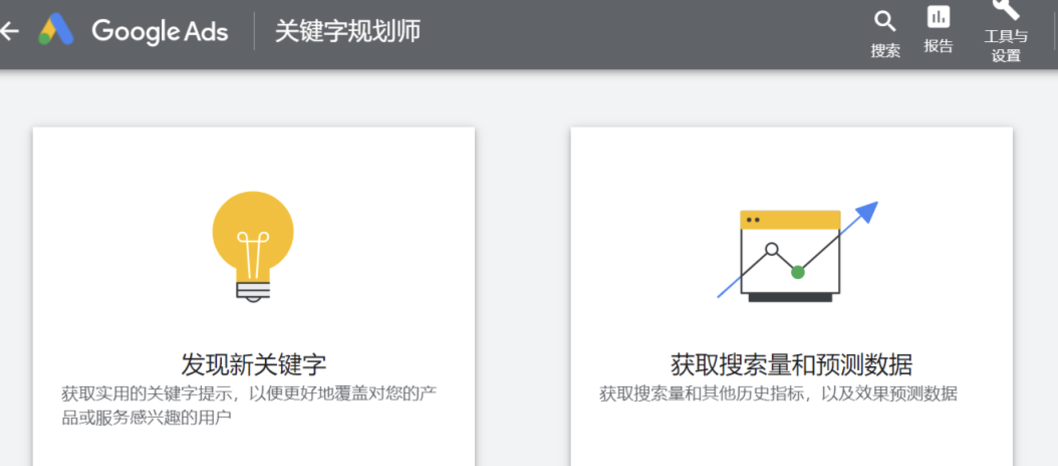 Google Ads 关键字规划师
搜索 报告 工具与
设置
发现新关键字
获取实用的关键字提示，以便更好地覆盖对您的产
品或服务感兴趣的用户
获取搜索量和预测数据
获取搜索量和其他历史指标，以及效果预测数据